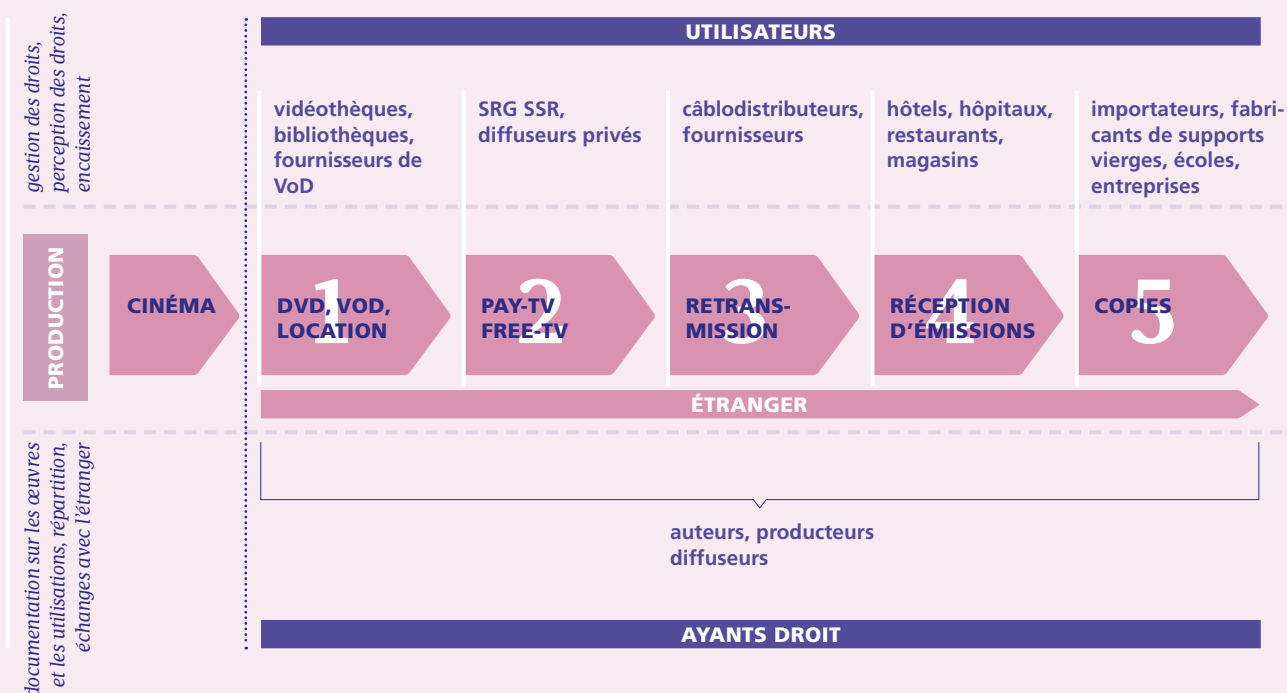 gestion des droits,
perception des droits,
encaissement
UTILISATEURS
vidéothèques,
bibliothèques,
fournisseurs de
VoD
SRG SSR,
diffuseurs privés
câblodistributeurs,
fournisseurs
hôtels, hôpitaux,
restaurants,
magasins
importateurs, fabri-
cants de supports
vierges, écoles,
entreprises
PRODUCTION
CINÉMA
1
DVD, VOD,
LOCATION
2
PAY-TV
FREE-TV
3
RETRANS-
MISSION
4
RÉCEPTION
D’ÉMISSIONS
5
COPIES
ÉTRANGER
documentation sur les œuvres
et les utilisations, répartition,
échanges avec l’étranger
auteurs, producteurs
diffuseurs
AYANTS DROIT